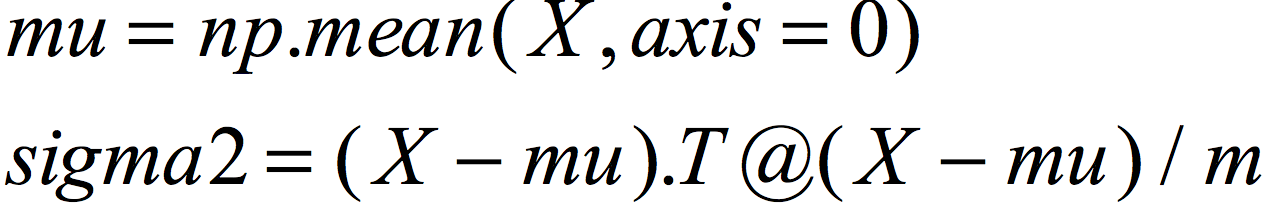 mu = np.mean(X,axis = 0)
sigma2 = (X − mu).T@(X − mu) / m